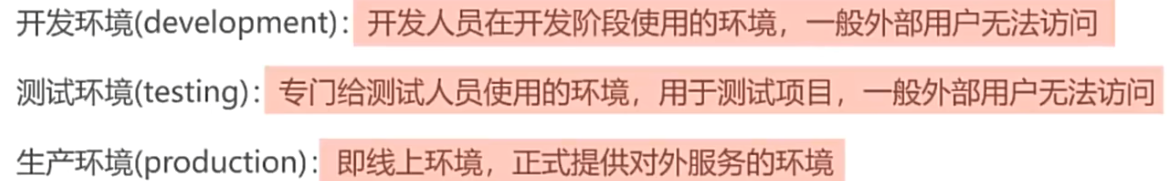 开发环境(development)：开发人员在开发阶段使用的环境，一般外部用户无法访问
测试环境(testing)：专门给测试人员使用的环境，用于测试项目，一般外部用户无法访问
生产环境(production)：即线上环境，正式提供对外服务的环境